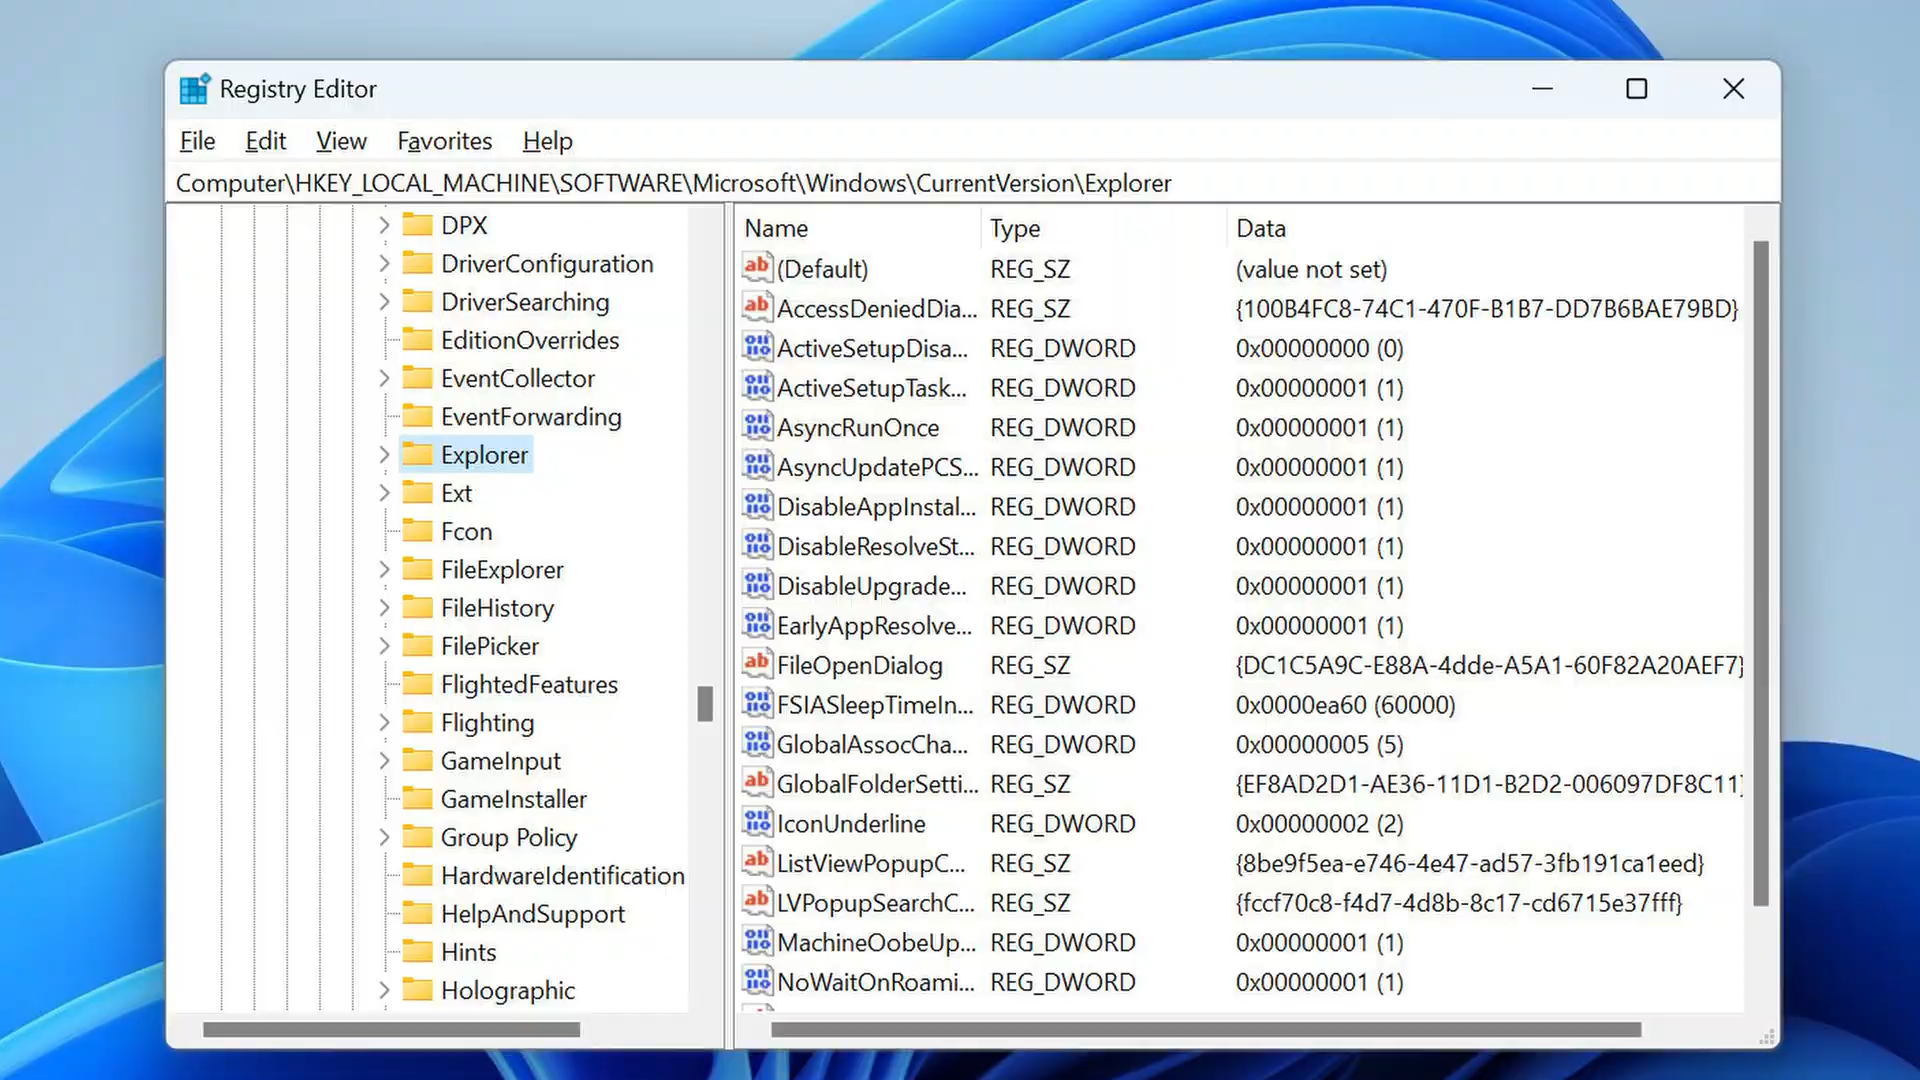 Registry Editor
File Edit View Favorites Help
Computer\HKEY_LOCAL_MACHINE\SOFTWARE\Microsoft\Windows\CurrentVersion\Explorer
DPX
DriverConfiguration
DriverSearching
EditionOverrides
EventCollector
EventForwarding
Explorer
Ext
Fcon
FileExplorer
FileHistory
FilePicker
FlightedFeatures
Flighting
GameInput
GameInstaller
Group Policy
HardwareIdentification
HelpAndSupport
Hints
Holographic
Name Type Data
(Default) REG_SZ (value not set)
AccessDeniedDia... REG_SZ {100B4FC8-74C1-470F-B1B7-DD7B6BAE79BD}
ActiveSetupDisa... REG_DWORD 0x00000000 (0)
ActiveSetupTask... REG_DWORD 0x00000001 (1)
AsyncRunOnce REG_DWORD 0x00000001 (1)
AsyncUpdatePCS... REG_DWORD 0x00000001 (1)
DisableAppInstal... REG_DWORD 0x00000001 (1)
DisableResolveSt... REG_DWORD 0x00000001 (1)
DisableUpgrade... REG_DWORD 0x00000001 (1)
EarlyAppResolve... REG_DWORD 0x00000001 (1)
FileOpenDialog REG_SZ {DC1C5A9C-E88A-4dde-A5A1-60F82A20AEF7}
FSIASleepTimeIn... REG_DWORD 0x0000ea60 (60000)
GlobalAssocCha... REG_DWORD 0x00000005 (5)
GlobalFolderSetti... REG_SZ {EF8AD2D1-AE36-11D1-B2D2-006097DF8C11}
IconUnderline REG_DWORD 0x00000002 (2)
ListViewPopupC... REG_SZ {8be9f5ea-e746-4e47-ad57-3fb191ca1eed}
LVPopupSearchC... REG_SZ {fccf70c8-f4d7-4d8b-8c17-cd6715e37fff}
MachineOobeUp... REG_DWORD 0x00000001 (1)
NoWaitOnRoami... REG_DWORD 0x00000001 (1)